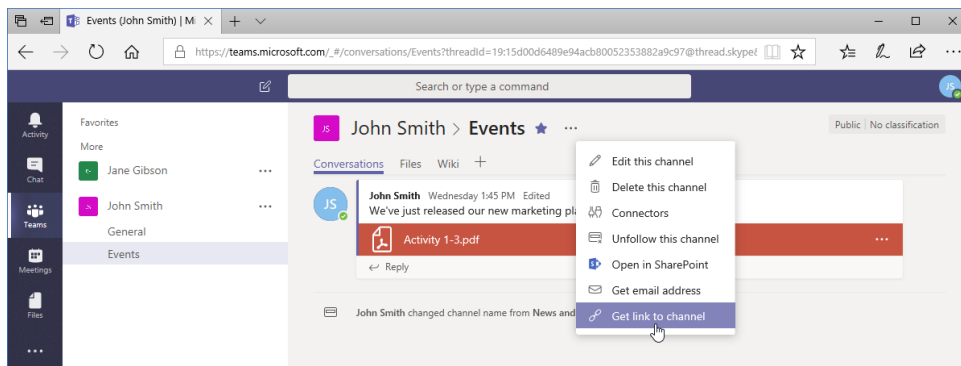 Events (John Smith) | Mi
https://teams.microsoft.com/_#/conversations/Events?threadId=19:15d00d6489e94acb80052353882a9c97@thread.skype&
Search or type a command
JS
Activity
Chat
Teams
Meetings
Files
Favorites
More
Jane Gibson
John Smith
General
Events
JS John Smith > Events
Public | No classification
Conversations Files Wiki
JS
John Smith Wednesday 1:45 PM Edited
We've just released our new marketing pl
Activity 1-3.pdf
Reply
John Smith changed channel name from News and
Edit this channel
Delete this channel
Connectors
Unfollow this channel
Open in SharePoint
Get email address
Get link to channel